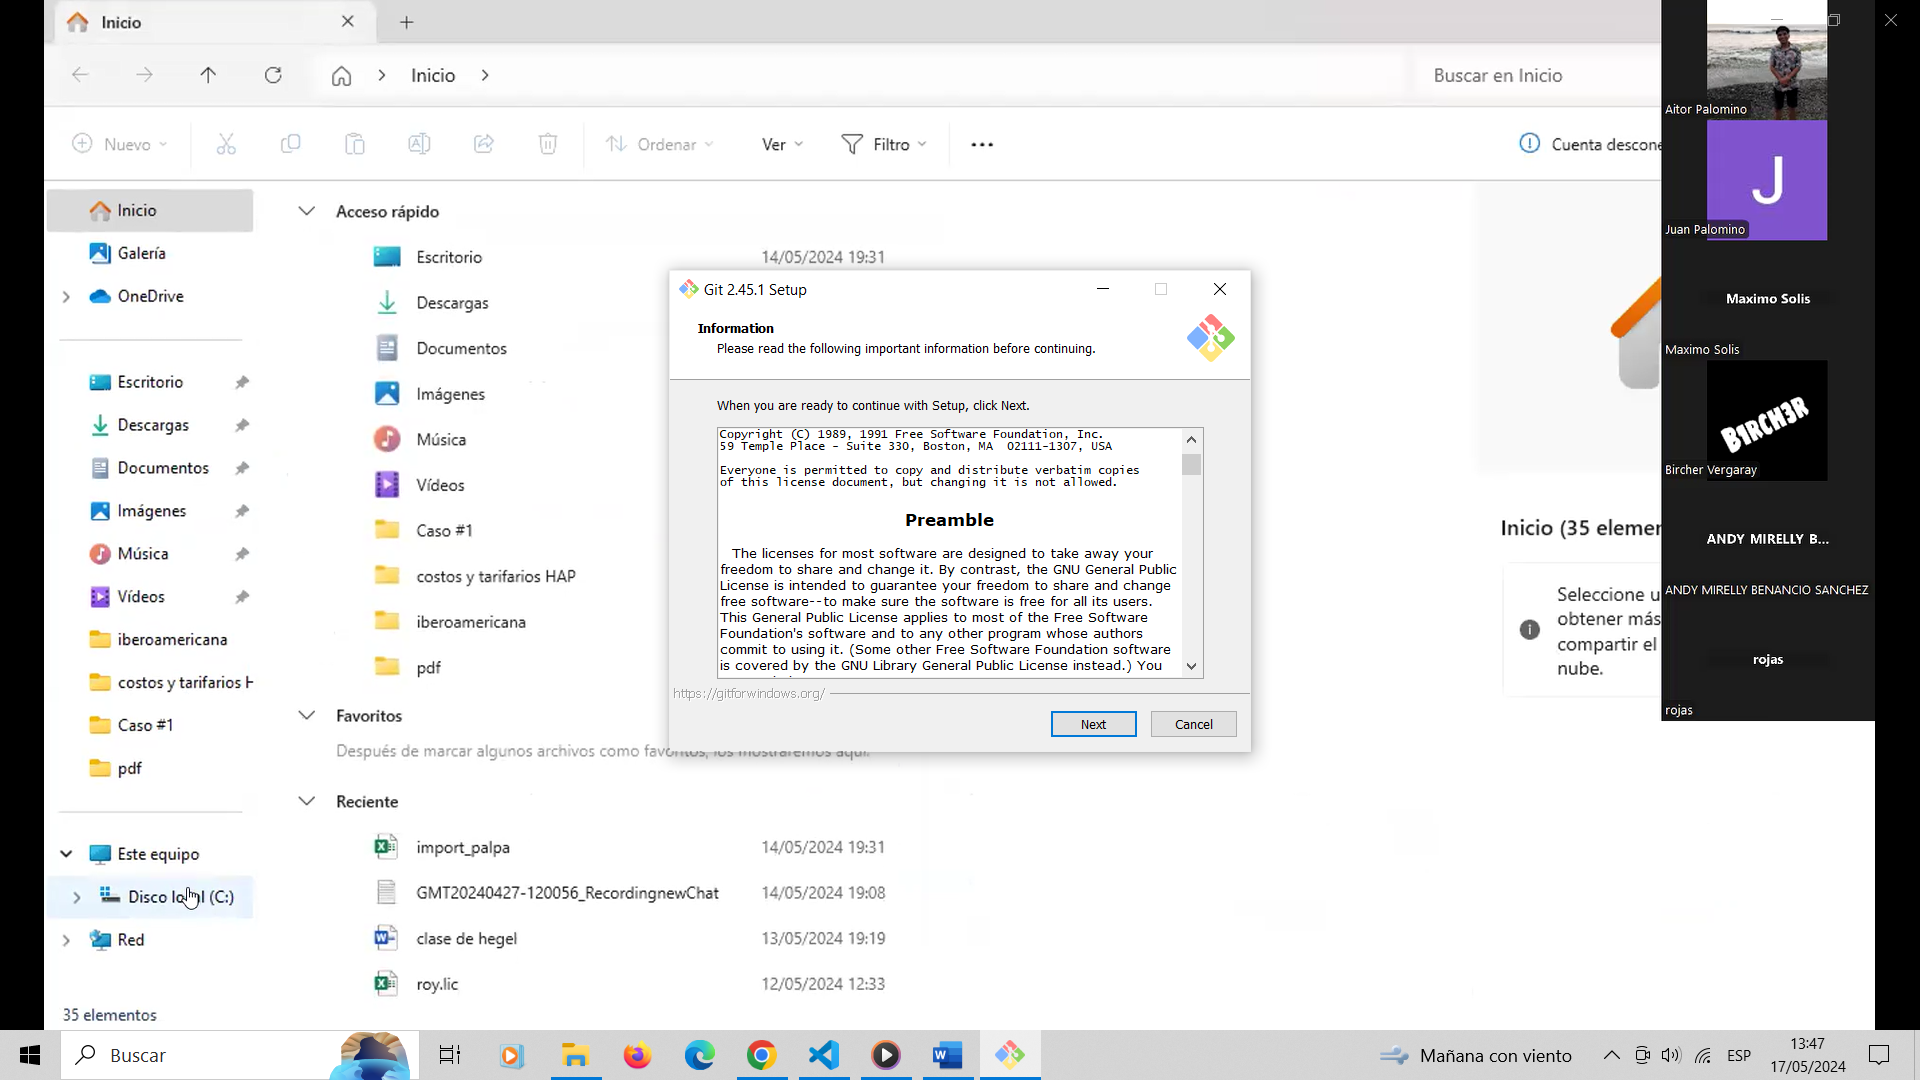 Inicio
Inicio
Buscar en Inicio
Nuevo
Ordenar
Ver
Filtro
Cuenta descone
Inicio
Galería
OneDrive
Escritorio
Descargas
Documentos
Imágenes
Música
Vídeos
iberoamericana
costos y tarifarios H
Caso #1
pdf
Este equipo
Disco local (C:)
Red
35 elementos
Acceso rápido
Escritorio 14/05/2024 19:31
Descargas
Documentos
Imágenes
Música
Vídeos
Caso #1
costos y tarifarios HAP
iberoamericana
pdf
Favoritos
Después de marcar algunos archivos como favoritos, los mostraremos aquí.
Reciente
import_palpa 14/05/2024 19:31
GMT20240427-120056_RecordingnewChat 14/05/2024 19:08
clase de hegel 13/05/2024 19:19
roy.lic 12/05/2024 12:33
Git 2.45.1 Setup
Information
Please read the following important information before continuing.
When you are ready to continue with Setup, click Next.
Copyright (C) 1989, 1991 Free Software Foundation, Inc.
59 Temple Place - Suite 330, Boston, MA 02111-1307, USA
Everyone is permitted to copy and distribute verbatim copies
of this license document, but changing it is not allowed.
Preamble
The licenses for most software are designed to take away your
freedom to share and change it. By contrast, the GNU General Public
License is intended to guarantee your freedom to share and change
free software--to make sure the software is free for all its users.
This General Public License applies to most of the Free Software
Foundation's software and to any other program whose authors
commit to using it. (Some other Free Software Foundation software
is covered by the GNU Library General Public License instead.) You
https://gitforwindows.org/
Next
Cancel
Inicio (35 elemen
Seleccione u
obtener más
compartir el
nube.
Aitor Palomino
J
Juan Palomino
Maximo Solis
Maximo Solis
B1RCH3R
Bircher Vergaray
ANDY MIRELLY B...
ANDY MIRELLY BENANCIO SANCHEZ
rojas
rojas
Buscar
Mañana con viento
ESP
13:47
17/05/2024